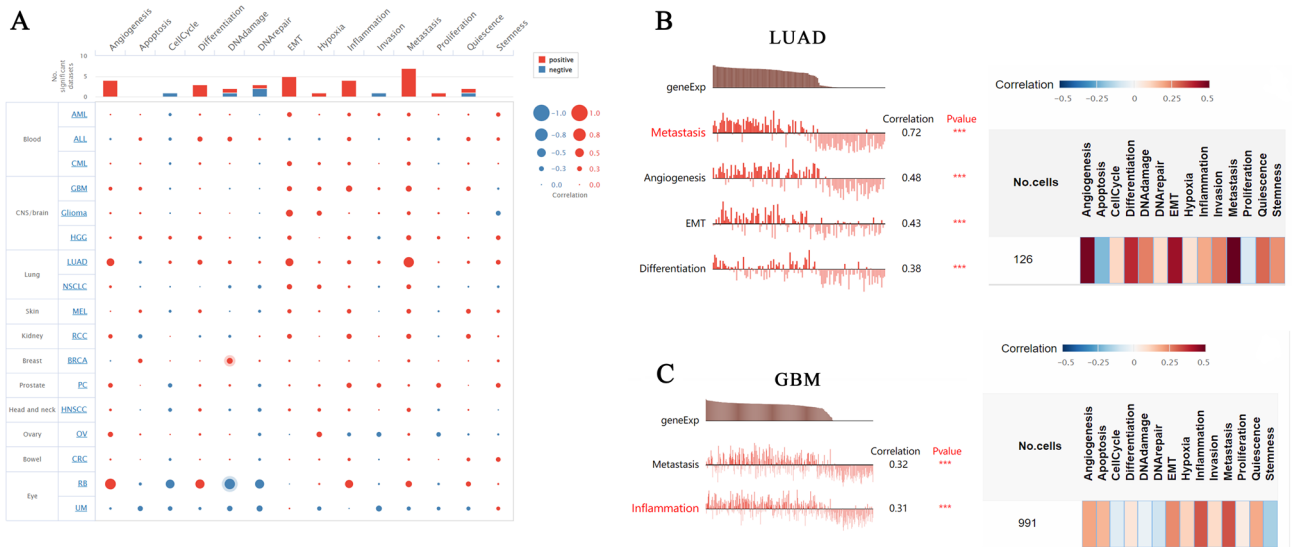 A
Angiogenesis
Apoptosis
CellCycle
Differentiation
DNAdamage
DNArepair
EMT
Hypoxia
Inflammation
Invasion
Metastasis
Proliferation
Quiescence
Stemness
No.
significant
datasets
10
5
0
positive
negtive
-1.0 1.0
-0.8 0.8
-0.5 0.5
-0.3 0.3
0.0 0.0
Correlation
Blood
AML
ALL
CML
CNS/brain
GBM
Glioma
HGG
Lung
LUAD
NSCLC
Skin MEL
Kidney RCC
Breast BRCA
Prostate PC
Head and neck HNSCC
Ovary OV
Bowel CRC
Eye
RB
UM
B
LUAD
geneExp
Correlation Pvalue
Metastasis 0.72 ***
Angiogenesis 0.48 ***
EMT 0.43 ***
Differentiation 0.38 ***
Correlation
-0.5 -0.25 0 0.5
No.cells
Angiogenesis
Apoptosis
CellCycle
Differentiation
DNAdamage
DNArepair
EMT
Hypoxia
Inflammation
Invasion
Metastasis
Proliferation
Quiescence
Stemness
126
C
GBM
geneExp
Correlation Pvalue
Metastasis 0.32 ***
Inflammation 0.31 ***
Correlation
-0.5 -0.25 0 0.5
No.cells
Angiogenesis
Apoptosis
CellCycle
Differentiation
DNAdamage
DNArepair
EMT
Hypoxia
Inflammation
Invasion
Metastasis
Proliferation
Quiescence
Stemness
991